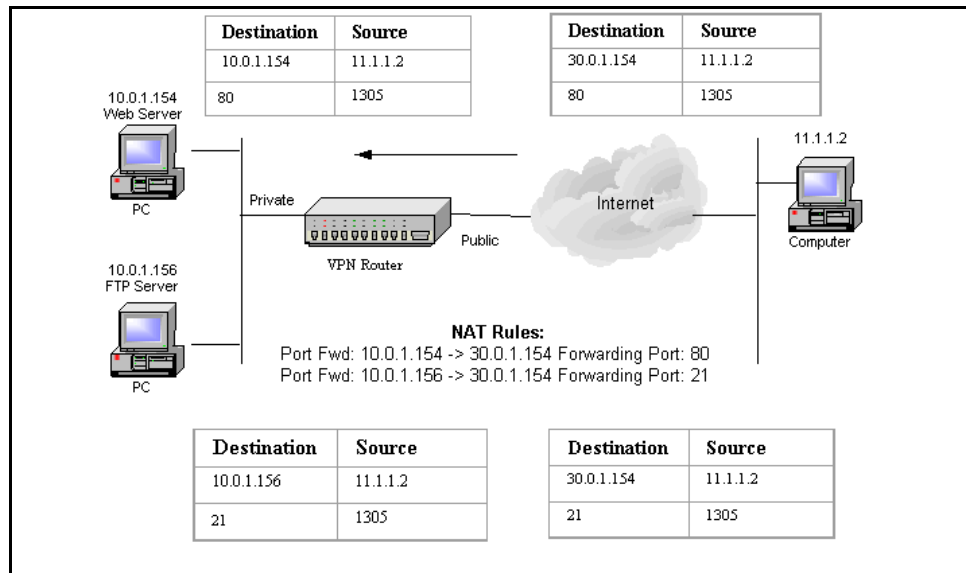 Destination Source
10.0.1.154 11.1.1.2
80 1305
Destination Source
30.0.1.154 11.1.1.2
80 1305
10.0.1.154
Web Server
PC
Private
VPN Router
Public
Internet
11.1.1.2
Computer
10.0.1.156
FTP Server
PC
NAT Rules:
Port Fwd: 10.0.1.154 -> 30.0.1.154 Forwarding Port: 80
Port Fwd: 10.0.1.156 -> 30.0.1.154 Forwarding Port: 21
Destination Source
10.0.1.156 11.1.1.2
21 1305
Destination Source
30.0.1.154 11.1.1.2
21 1305